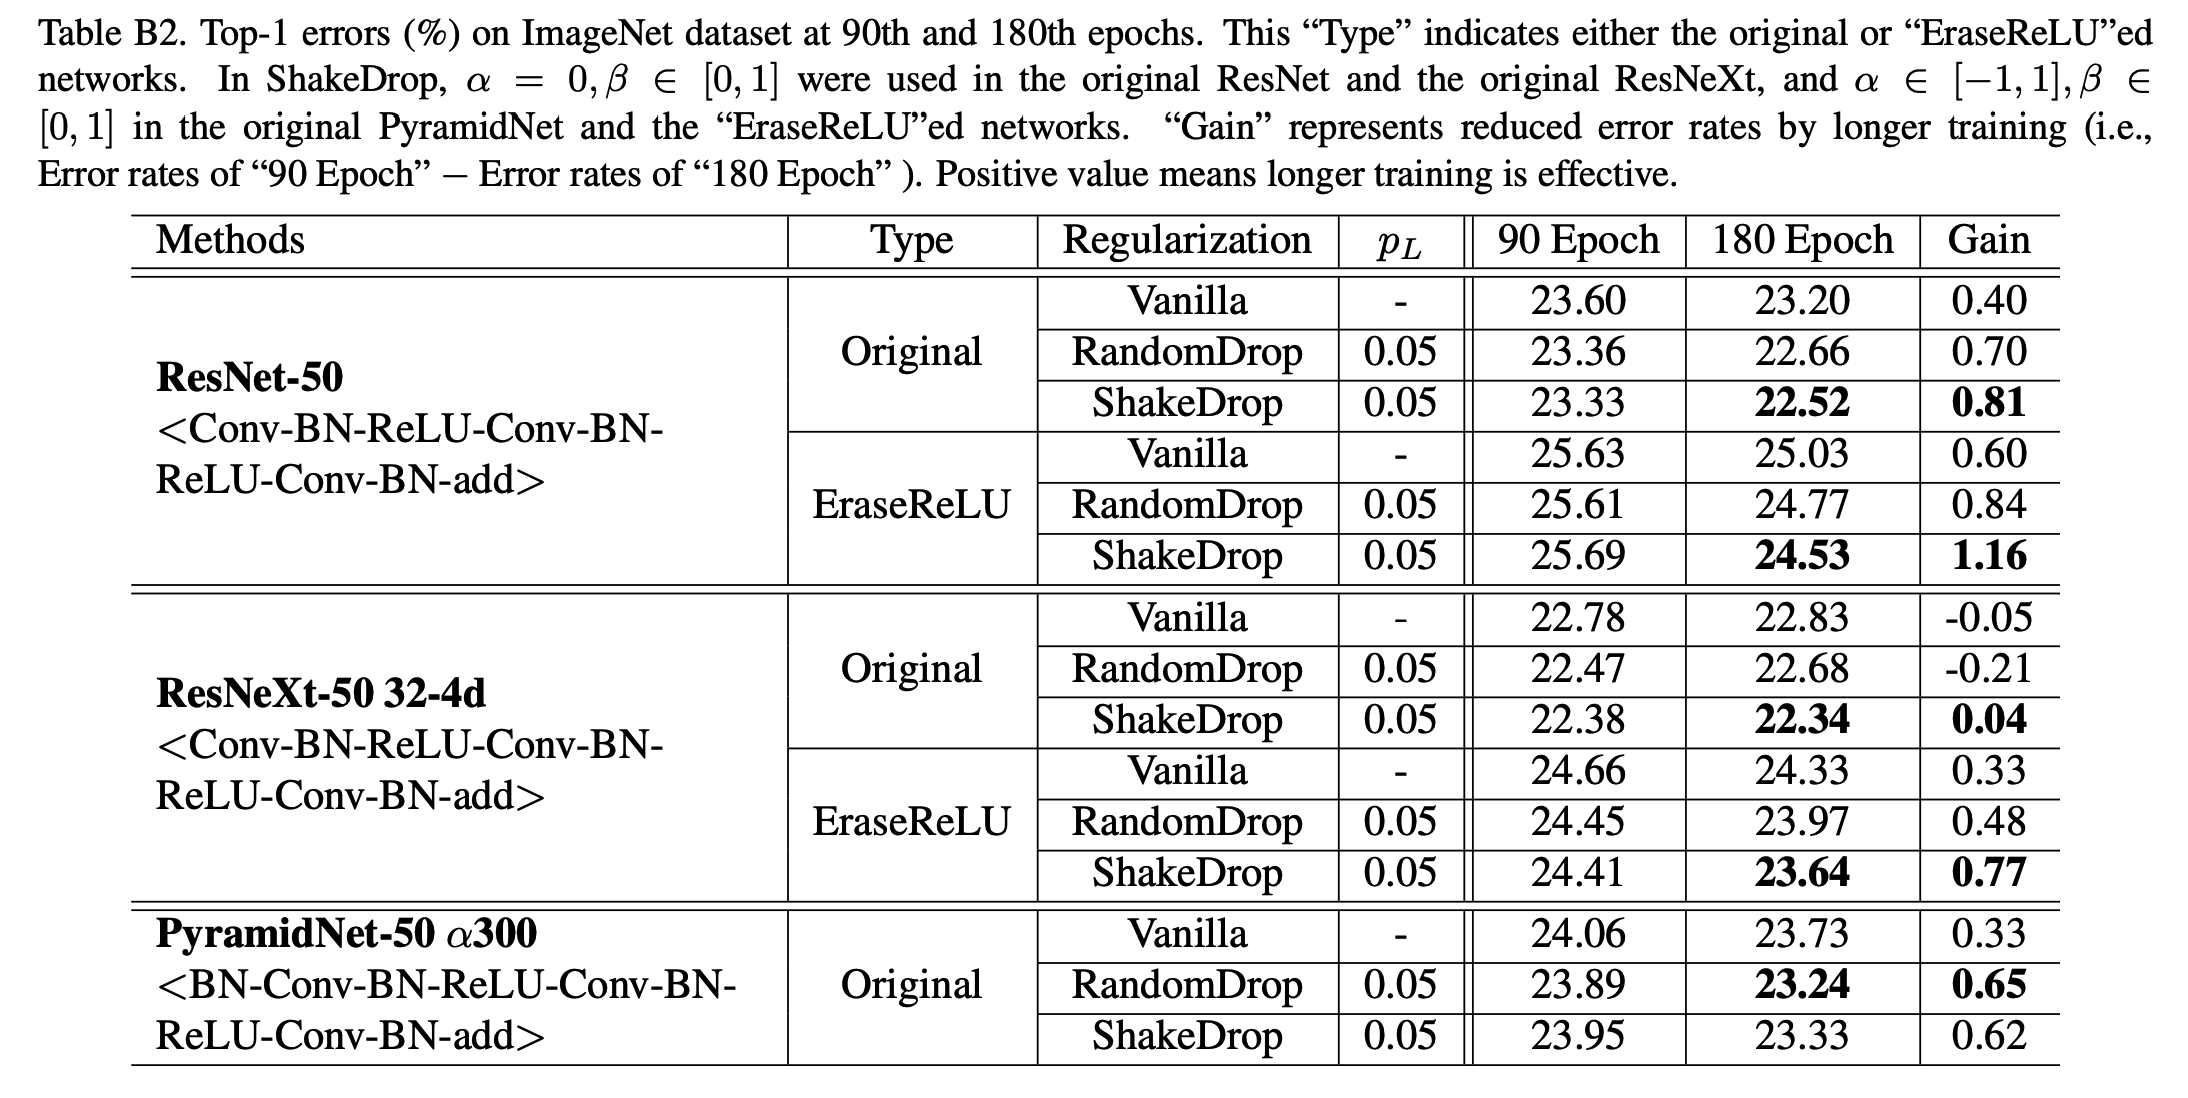 Table B2. Top-1 errors (%) on ImageNet dataset at 90th and 180th epochs. This “Type” indicates either the original or “EraseReLU”ed
networks. In ShakeDrop, α = 0, β ∈ [0, 1] were used in the original ResNet and the original ResNeXt, and α ∈ [−1, 1], β ∈
[0, 1] in the original PyramidNet and the “EraseReLU”ed networks. “Gain” represents reduced error rates by longer training (i.e.,
Error rates of “90 Epoch” − Error rates of “180 Epoch” ). Positive value means longer training is effective.
Methods Type Regularization pL 90 Epoch 180 Epoch Gain
ResNet-50
<Conv-BN-ReLU-Conv-BN-
ReLU-Conv-BN-add>
Original
Vanilla - 23.60 23.20 0.40
RandomDrop 0.05 23.36 22.66 0.70
ShakeDrop 0.05 23.33 22.52 0.81
EraseReLU
Vanilla - 25.63 25.03 0.60
RandomDrop 0.05 25.61 24.77 0.84
ShakeDrop 0.05 25.69 24.53 1.16
ResNeXt-50 32-4d
<Conv-BN-ReLU-Conv-BN-
ReLU-Conv-BN-add>
Original
Vanilla - 22.78 22.83 -0.05
RandomDrop 0.05 22.47 22.68 -0.21
ShakeDrop 0.05 22.38 22.34 0.04
EraseReLU
Vanilla - 24.66 24.33 0.33
RandomDrop 0.05 24.45 23.97 0.48
ShakeDrop 0.05 24.41 23.64 0.77
PyramidNet-50 α300
<BN-Conv-BN-ReLU-Conv-BN-
ReLU-Conv-BN-add>
Original
Vanilla - 24.06 23.73 0.33
RandomDrop 0.05 23.89 23.24 0.65
ShakeDrop 0.05 23.95 23.33 0.62